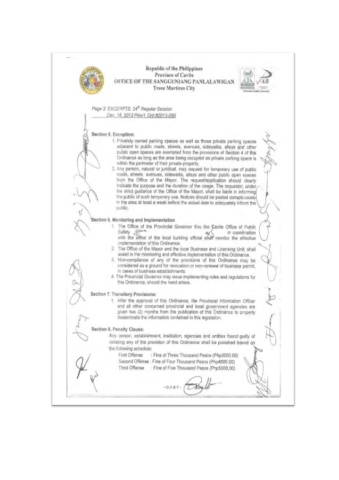 Republic of the Philippines
Province of Cavite
OFFICE OF THE SANGGUNIANG PANLALAWIGAN
Trece Martires City
Page 3 EXCERPTS 24th Regular Session
Dec. 16, 2013 Prov'l. Ord
Section 5. Exception:
1. Privately owned parking spaces as well as those private parking spaces
adjacent to public roads, streets, avenues, sidewalks, alleys and other
public open spaces are exempted from the provisions of Section 4 of this
Ordinance as long as the area being occupied as private parking space is
within the perimeter of their private property.
2. Any person, natural or juridical, may request for temporary use of public
roads, streets, avenues, sidewalks, alleys and other public open spaces
from the Office of the Mayor. The request/application should clearly
indicate the purpose and the duration of the usage. The requestor, under
the strict guidance of the Office of the Mayor, shall be liable in informing
the public of such temporary use. Notices should be posted conspicuously
in the area at least a week before the actual date to adequately inform the
public.
Section 6. Monitoring and Implementation
1. The Office of the Provincial Governor thru the Cavite Office of Public
Safety in coordination
with the office of the local building official shall monitor the effective
implementation of this Ordinance.
2. The Office of the Mayor and the local Business and Licensing Unit shall
assist in the monitoring and effective implementation of this Ordinance.
3. Non-compliance of any of the provisions of this Ordinance may be
considered as a ground for revocation or non-renewal of business permit,
in cases of business establishments.
4. The Provincial Governor may issue implementing rules and regulations for
this Ordinance, should the need arise.
Section 7. Transitory Provisions:
1. After the approval of this Ordinance, the Provincial Information Officer
and all other concerned provincial and local government agencies are
given two (2) months from the publication of this Ordinance to properly
disseminate the information contained in this legislation.
Section 8. Penalty Clause:
Any person, establishment, institution, agencies and entities found guilty of
violating any of the provision of this Ordinance shall be punished based on
the following schedule:
First Offense : Fine of Three Thousand Pesos (Php3000.00)
Second Offense : Fine of Four Thousand Pesos (Php4000.00)
Third Offense : Fine of Five Thousand Pesos (Php5000.00)
-over-